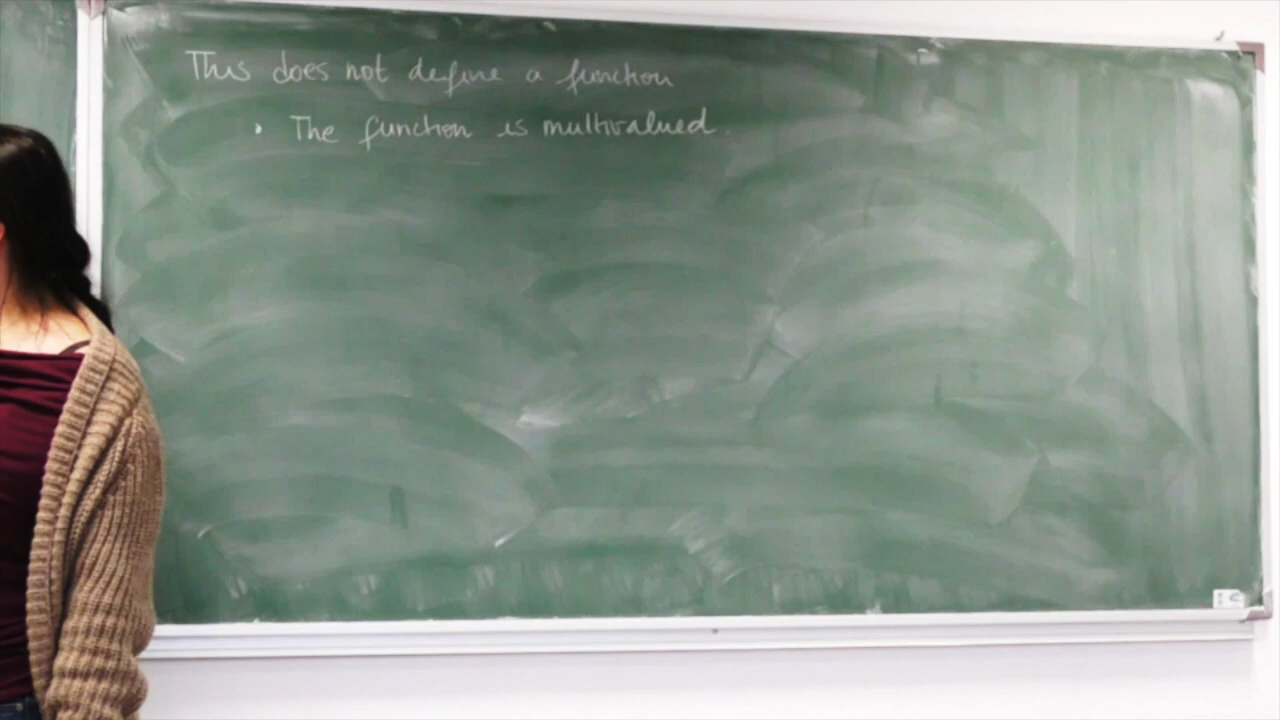 This does not define a function
• The function is multivalued.